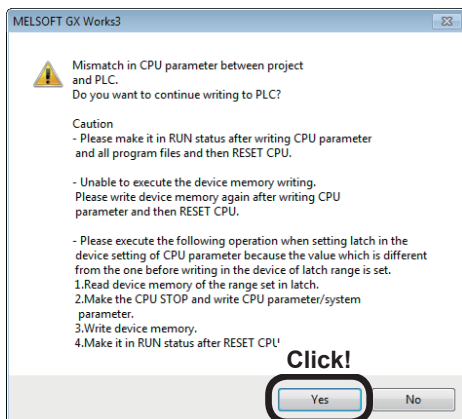 MELSOFT GX Works3
Mismatch in CPU parameter between project
and PLC.
Do you want to continue writing to PLC?
Caution
- Please make it in RUN status after writing CPU parameter
and all program files and then RESET CPU.
- Unable to execute the device memory writing.
Please write device memory again after writing CPU
parameter and then RESET CPU.
- Please execute the following operation when setting latch in the
device setting of CPU parameter because the value which is different
from the one before writing in the device of latch range is set.
1.Read device memory of the range set in latch.
2.Make the CPU STOP and write CPU parameter/system
parameter.
3.Write device memory.
4.Make it in RUN status after RESET CPU
Click!
Yes
No